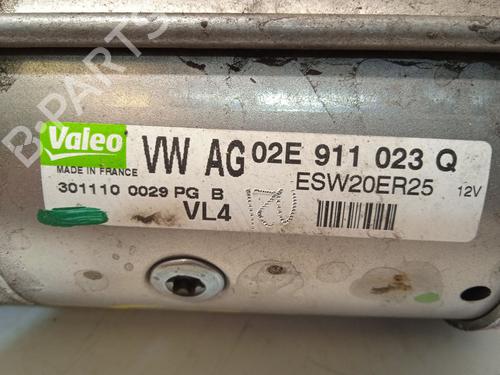 B-PARTS
Valeo VW AG 02E 911 023 Q
MADE IN FRANCE
301110 0029 PG B ESW20ER25 12V
VL4